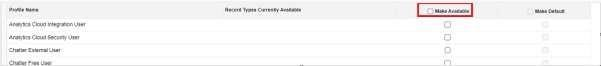 Profile Name Record Types Currently Available Make Available Make Default
Analytics Cloud Integration User
Analytics Cloud Security User
Chatter External User
Chatter Free User